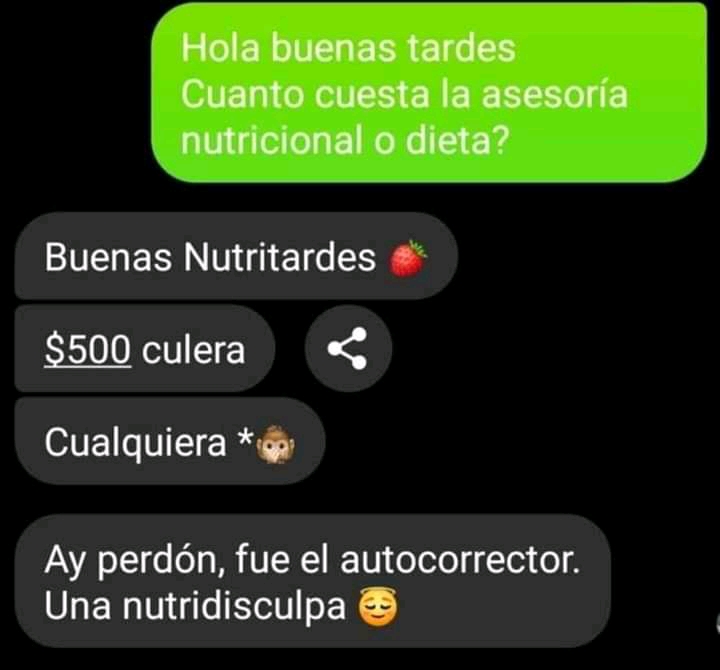 Hola buenas tardes
Cuanto cuesta la asesoría
nutricional o dieta?
Buenas Nutritardes 🍓
$500 culera
Cualquiera *🙊
Ay perdón, fue el autocorrector.
Una nutridisculpa 😇